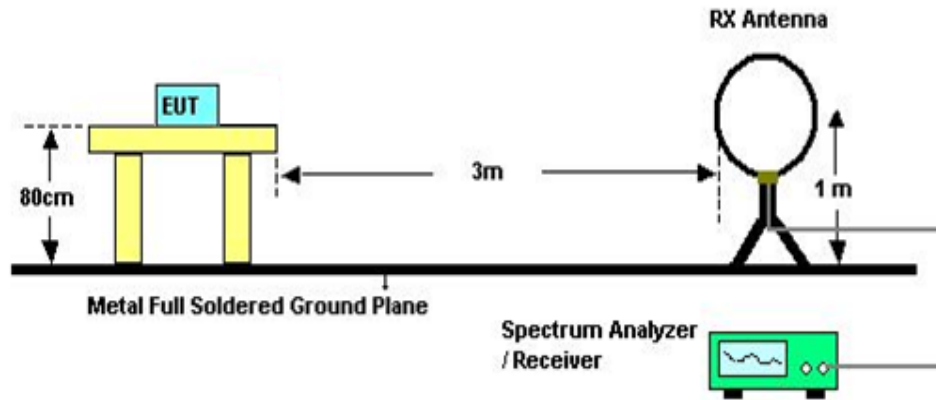 RX Antenna
EUT
3m
80cm
1 m
Metal Full Soldered Ground Plane
Spectrum Analyzer
/ Receiver